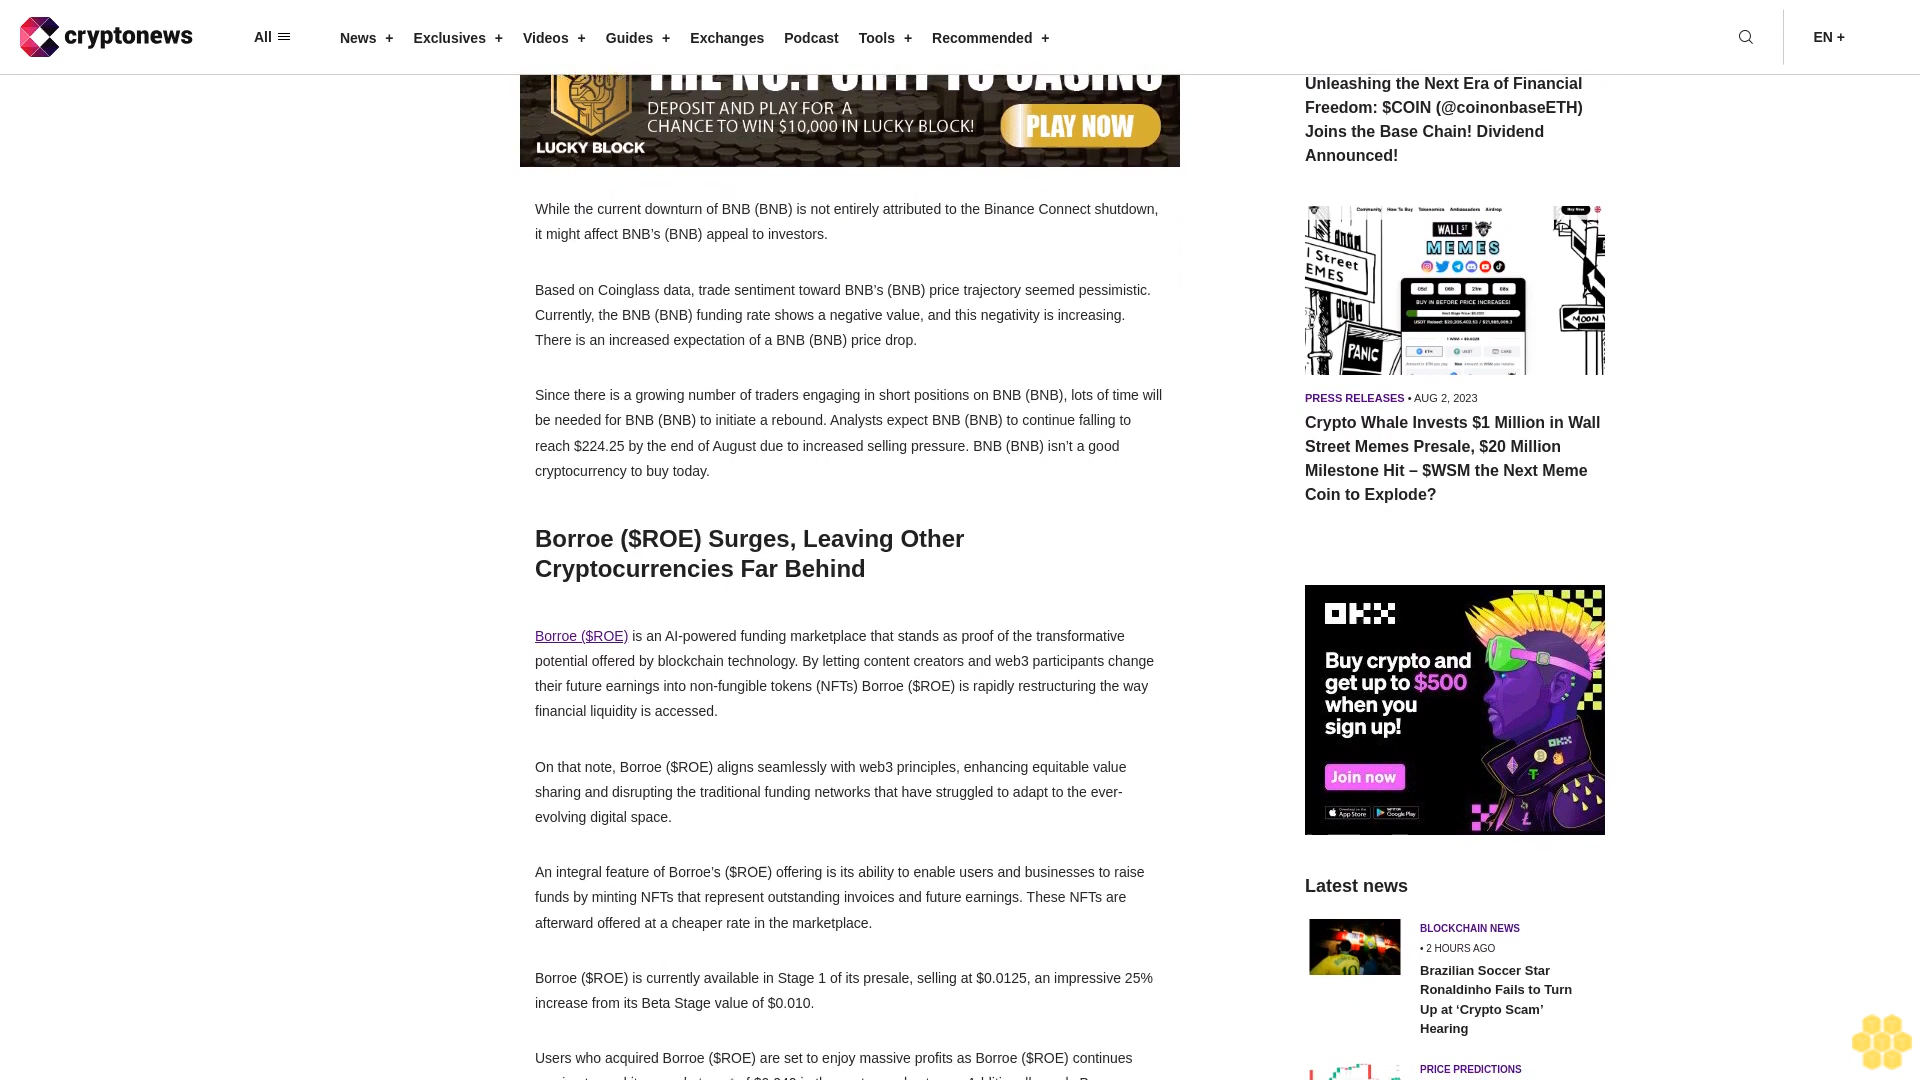 cryptonews
All
News +
Exclusives +
Videos +
Guides +
Exchanges
Podcast
Tools +
Recommended +
EN +
DEPOSIT AND PLAY FOR A
CHANCE TO WIN $10,000 IN LUCKY BLOCK!
PLAY NOW
LUCKY BLOCK
While the current downturn of BNB (BNB) is not entirely attributed to the Binance Connect shutdown,
it might affect BNB’s (BNB) appeal to investors.
Based on Coinglass data, trade sentiment toward BNB’s (BNB) price trajectory seemed pessimistic.
Currently, the BNB (BNB) funding rate shows a negative value, and this negativity is increasing.
There is an increased expectation of a BNB (BNB) price drop.
Since there is a growing number of traders engaging in short positions on BNB (BNB), lots of time will
be needed for BNB (BNB) to initiate a rebound. Analysts expect BNB (BNB) to continue falling to
reach $224.25 by the end of August due to increased selling pressure. BNB (BNB) isn’t a good
cryptocurrency to buy today.
Borroe ($ROE) Surges, Leaving Other
Cryptocurrencies Far Behind
Borroe ($ROE) is an AI-powered funding marketplace that stands as proof of the transformative
potential offered by blockchain technology. By letting content creators and web3 participants change
their future earnings into non-fungible tokens (NFTs) Borroe ($ROE) is rapidly restructuring the way
financial liquidity is accessed.
On that note, Borroe ($ROE) aligns seamlessly with web3 principles, enhancing equitable value
sharing and disrupting the traditional funding networks that have struggled to adapt to the ever-
evolving digital space.
An integral feature of Borroe’s ($ROE) offering is its ability to enable users and businesses to raise
funds by minting NFTs that represent outstanding invoices and future earnings. These NFTs are
afterward offered at a cheaper rate in the marketplace.
Borroe ($ROE) is currently available in Stage 1 of its presale, selling at $0.0125, an impressive 25%
increase from its Beta Stage value of $0.010.
Users who acquired Borroe ($ROE) are set to enjoy massive profits as Borroe ($ROE) continues
Unleashing the Next Era of Financial
Freedom: $COIN (@coinonbaseETH)
Joins the Base Chain! Dividend
Announced!
Community How To Buy Tokenomics Ambassadors Airdrop Buy Now
WALL ST
MEMES
BUY IN BEFORE PRICE INCREASES!
PANIC
PRESS RELEASES • AUG 2, 2023
Crypto Whale Invests $1 Million in Wall
Street Memes Presale, $20 Million
Milestone Hit – $WSM the Next Meme
Coin to Explode?
OKX
Buy crypto and
get up to $500
when you
sign up!
Join now
App Store
Google Play
Latest news
BLOCKCHAIN NEWS
• 2 HOURS AGO
Brazilian Soccer Star
Ronaldinho Fails to Turn
Up at ‘Crypto Scam’
Hearing
PRICE PREDICTIONS